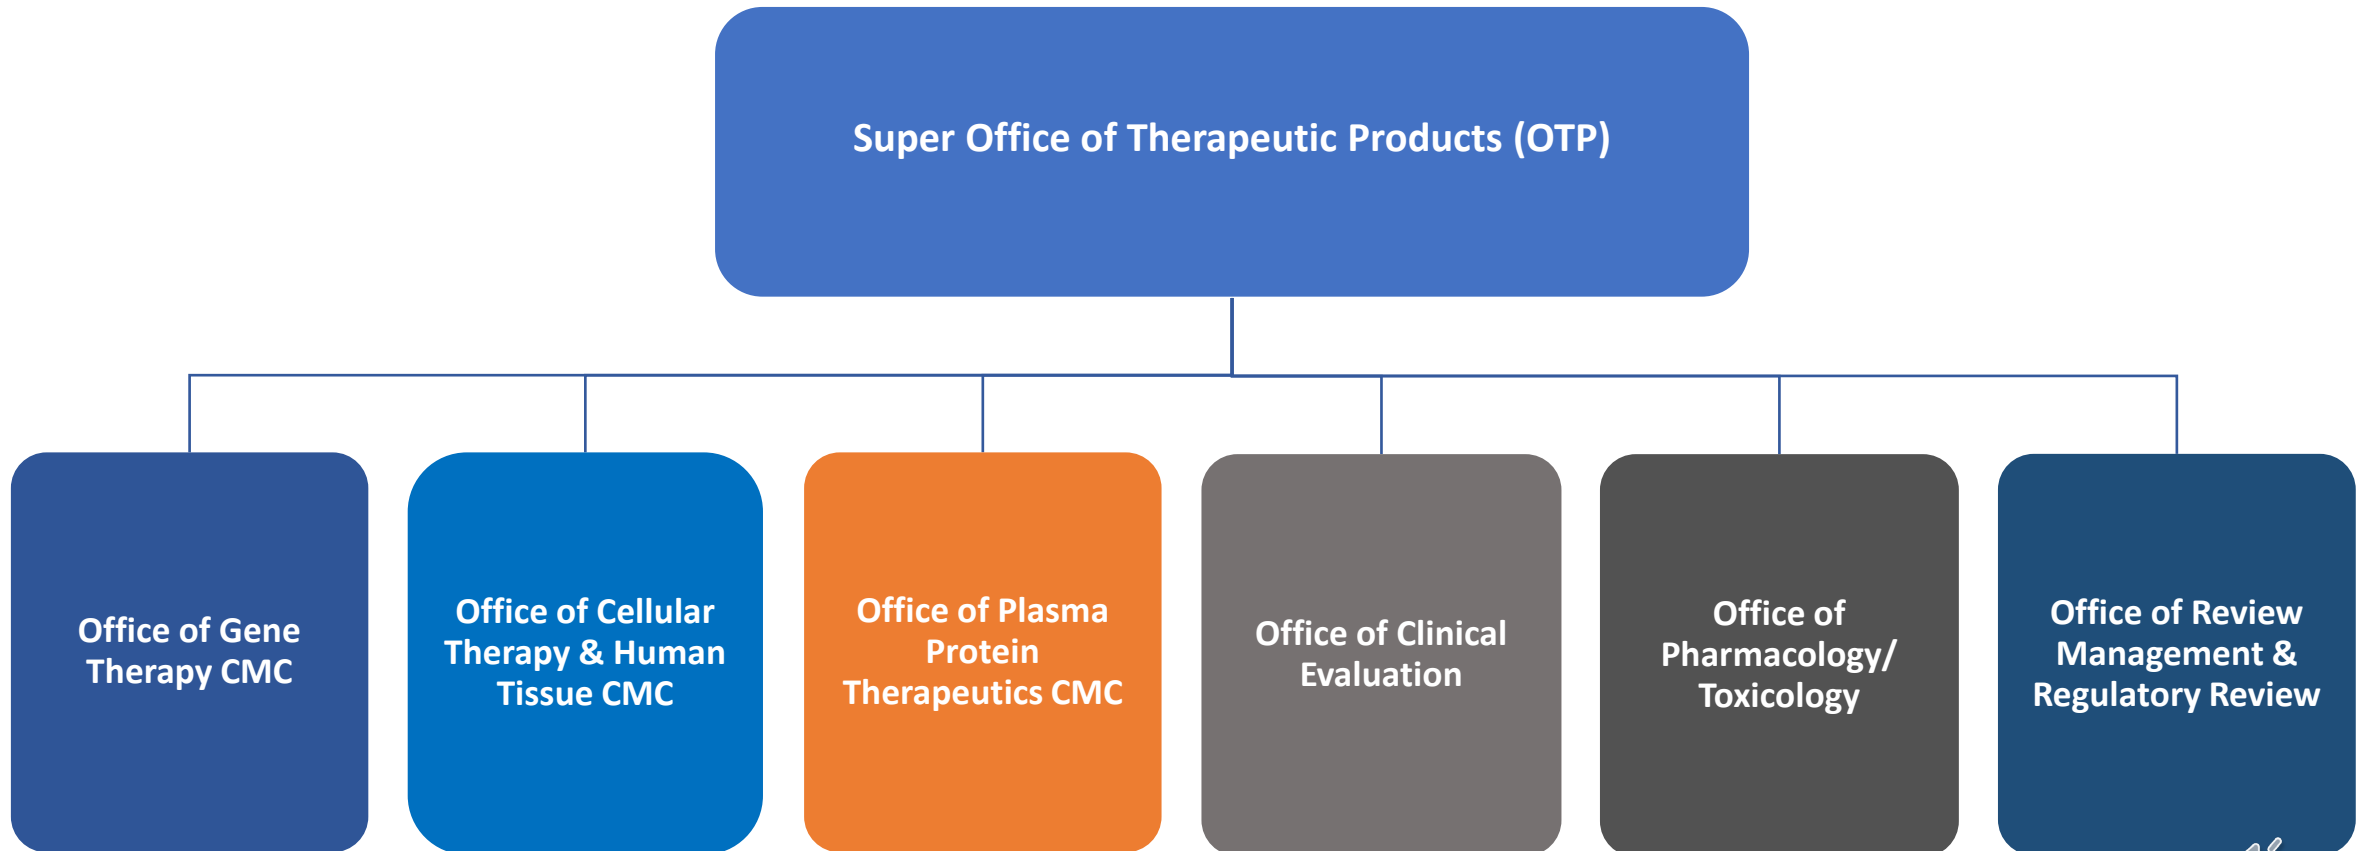 Super Office of Therapeutic Products (OTP)
Office of Gene
Therapy CMC
Office of Cellular
Therapy & Human
Tissue CMC
Office of Plasma
Protein
Therapeutics CMC
Office of Clinical
Evaluation
Office of
Pharmacology/
Toxicology
Office of Review
Management &
Regulatory Review